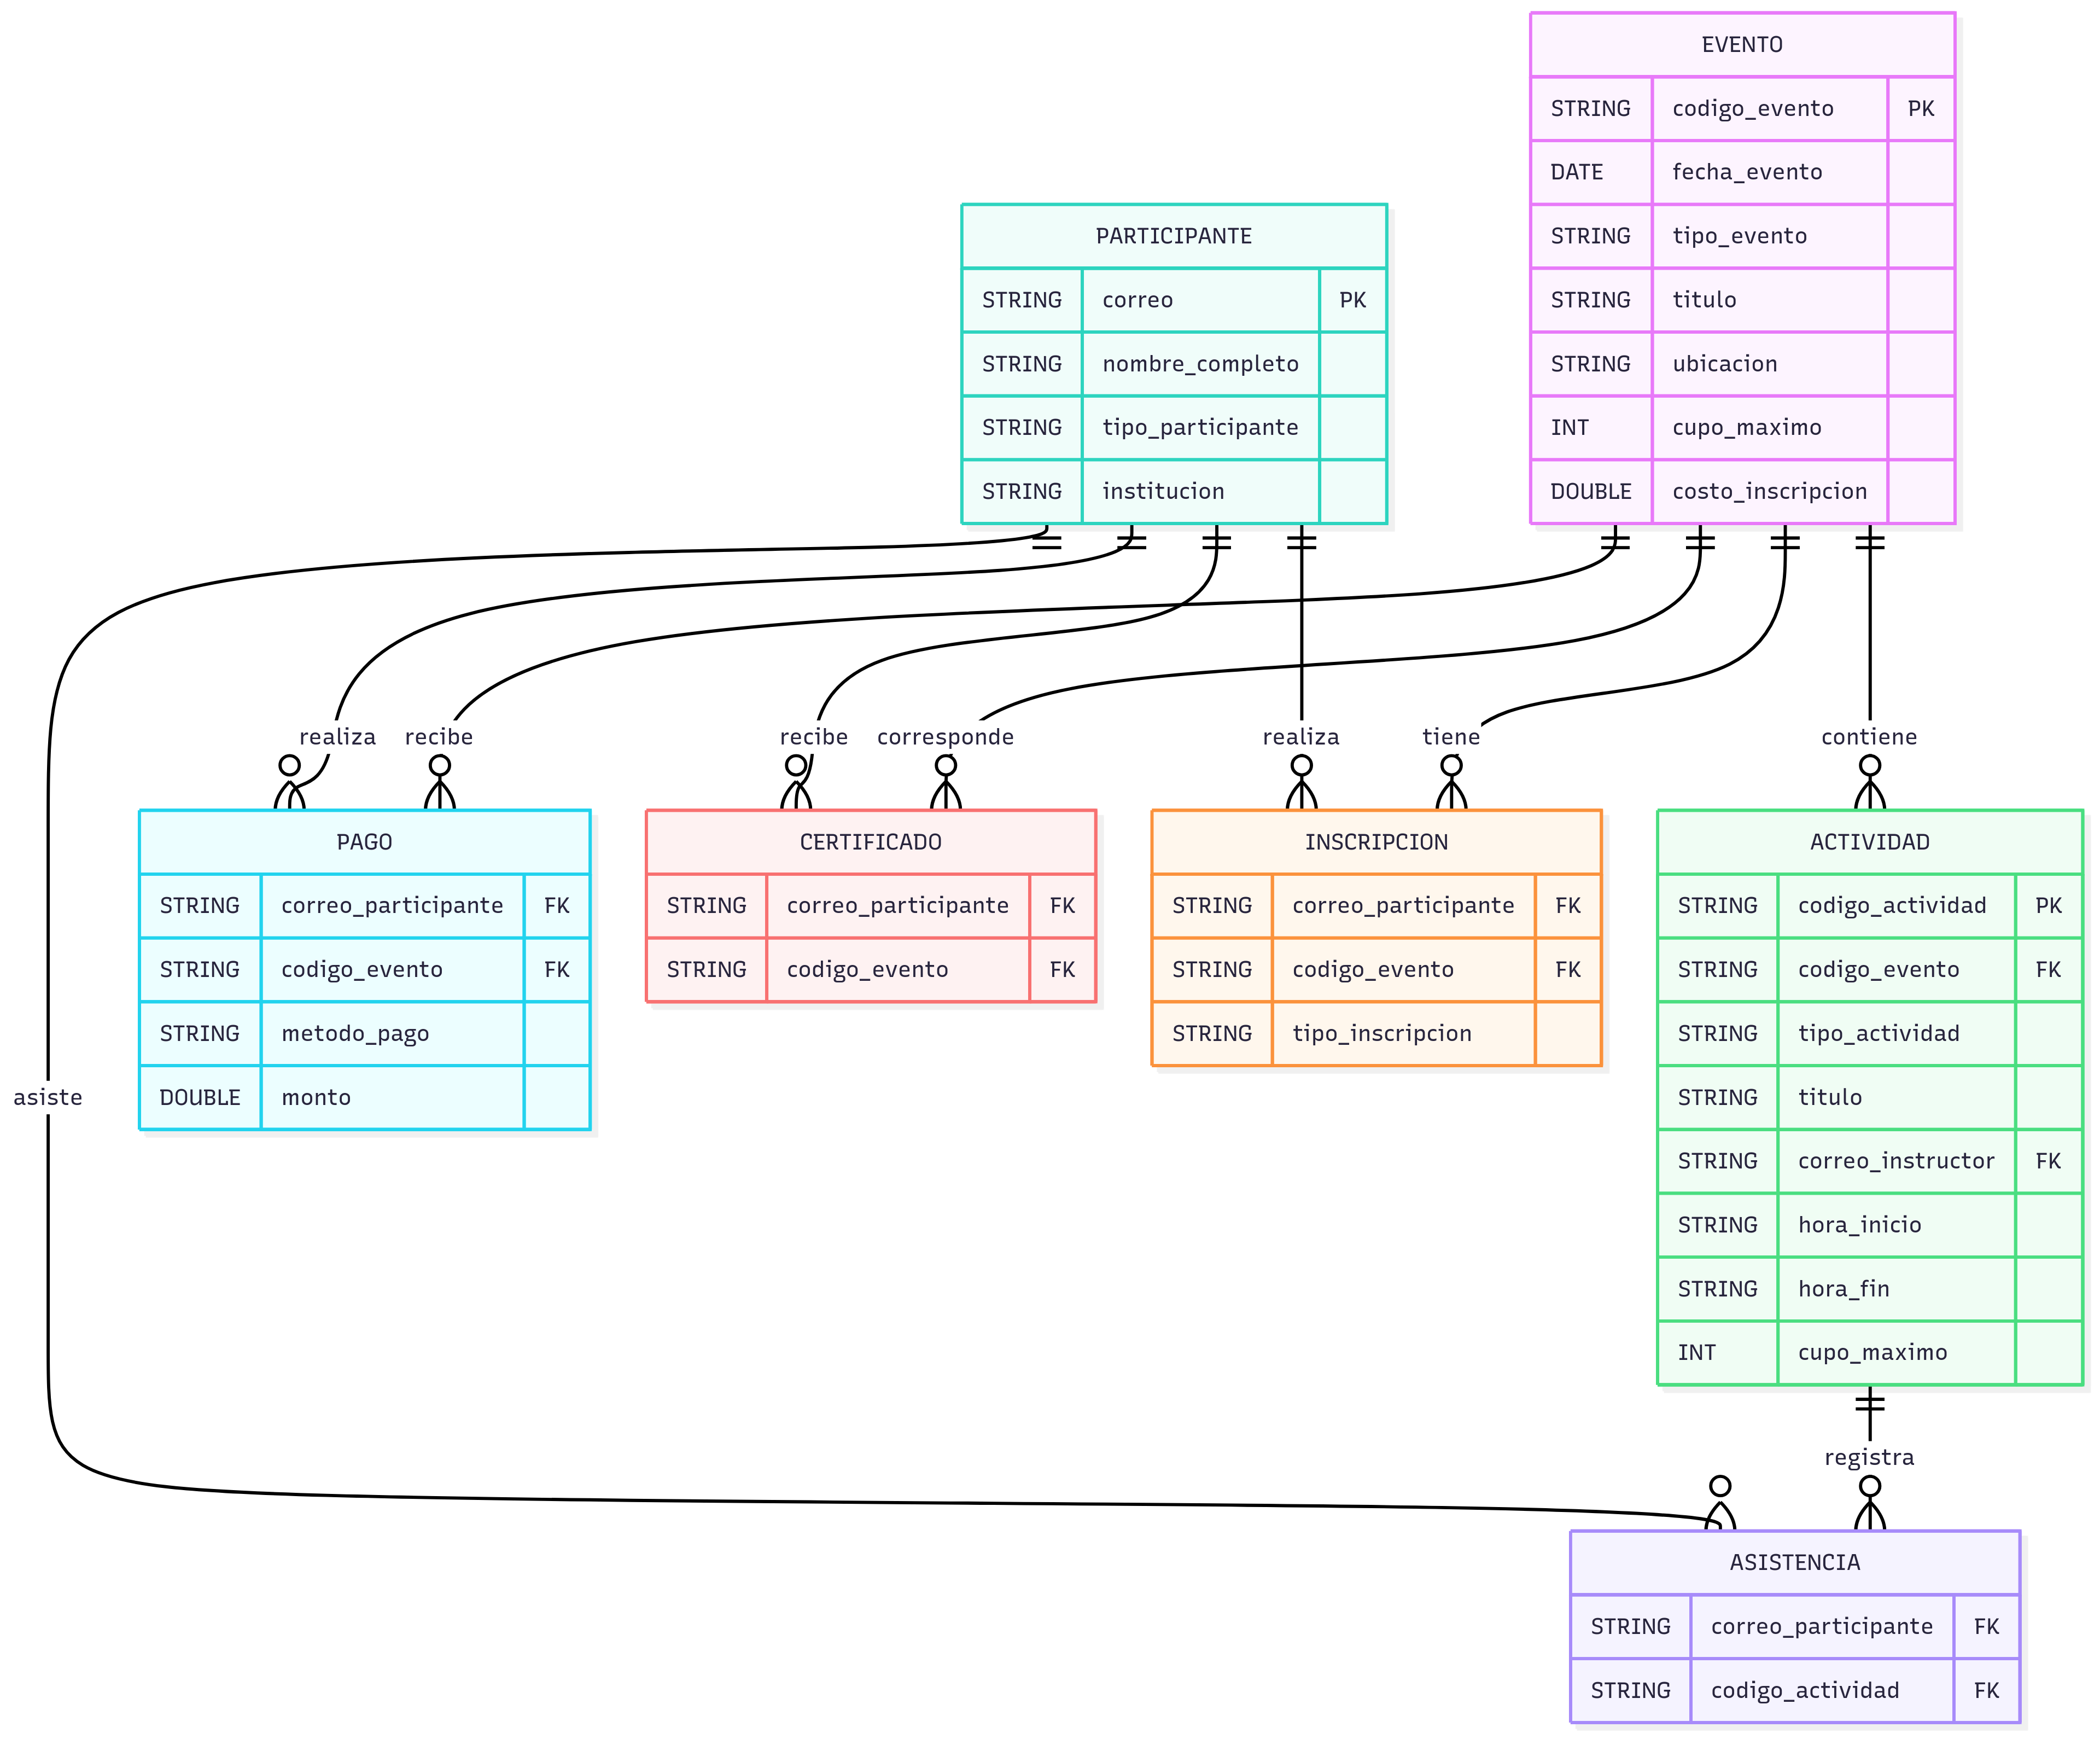 EVENTO
STRING codigo_evento PK
DATE fecha_evento
STRING tipo_evento
STRING titulo
STRING ubicacion
INT cupo_maximo
DOUBLE costo_inscripcion
PARTICIPANTE
STRING correo PK
STRING nombre_completo
STRING tipo_participante
STRING institucion
realiza recibe recibe corresponde realiza tiene contiene
PAGO
STRING correo_participante FK
STRING codigo_evento FK
STRING metodo_pago
DOUBLE monto
CERTIFICADO
STRING correo_participante FK
STRING codigo_evento FK
INSCRIPCION
STRING correo_participante FK
STRING codigo_evento FK
STRING tipo_inscripcion
ACTIVIDAD
STRING codigo_actividad PK
STRING codigo_evento FK
STRING tipo_actividad
STRING titulo
STRING correo_instructor FK
STRING hora_inicio
STRING hora_fin
INT cupo_maximo
asiste
registra
ASISTENCIA
STRING correo_participante FK
STRING codigo_actividad FK